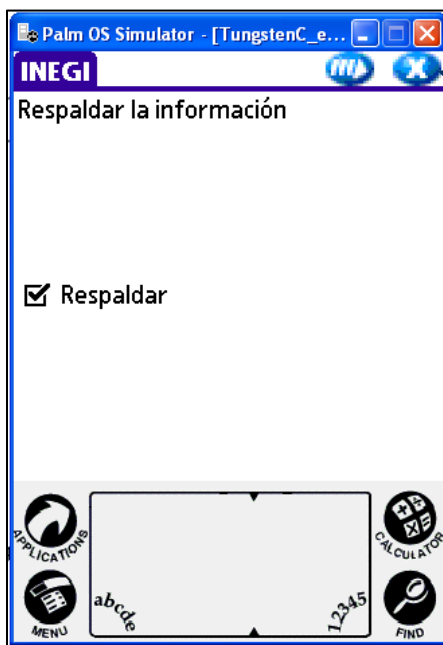 Palm OS Simulator - [TungstenC_e...
INEGI
Respaldar la información
Respaldar
APPLICATIONS
CALCULATOR
abcde
12345
MENU
FIND